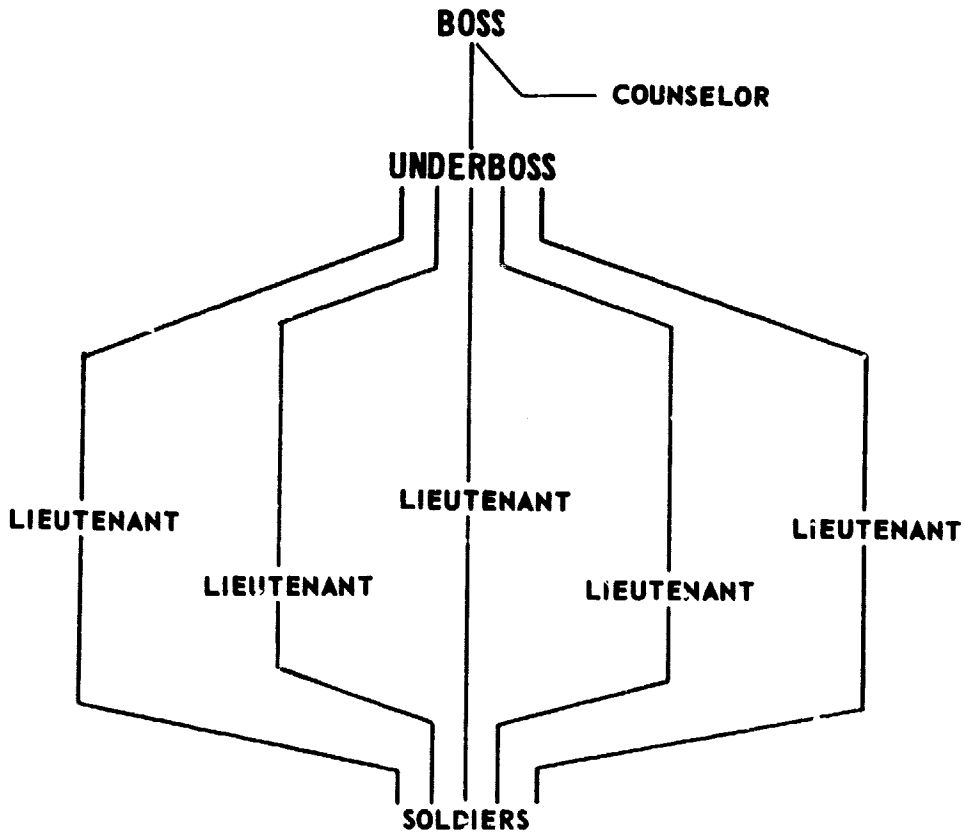 BOSS
COUNSELOR
UNDERBOSS
LIEUTENANT
LIEUTENANT
LIEUTENANT
LIEUTENANT
LIEUTENANT
SOLDIERS